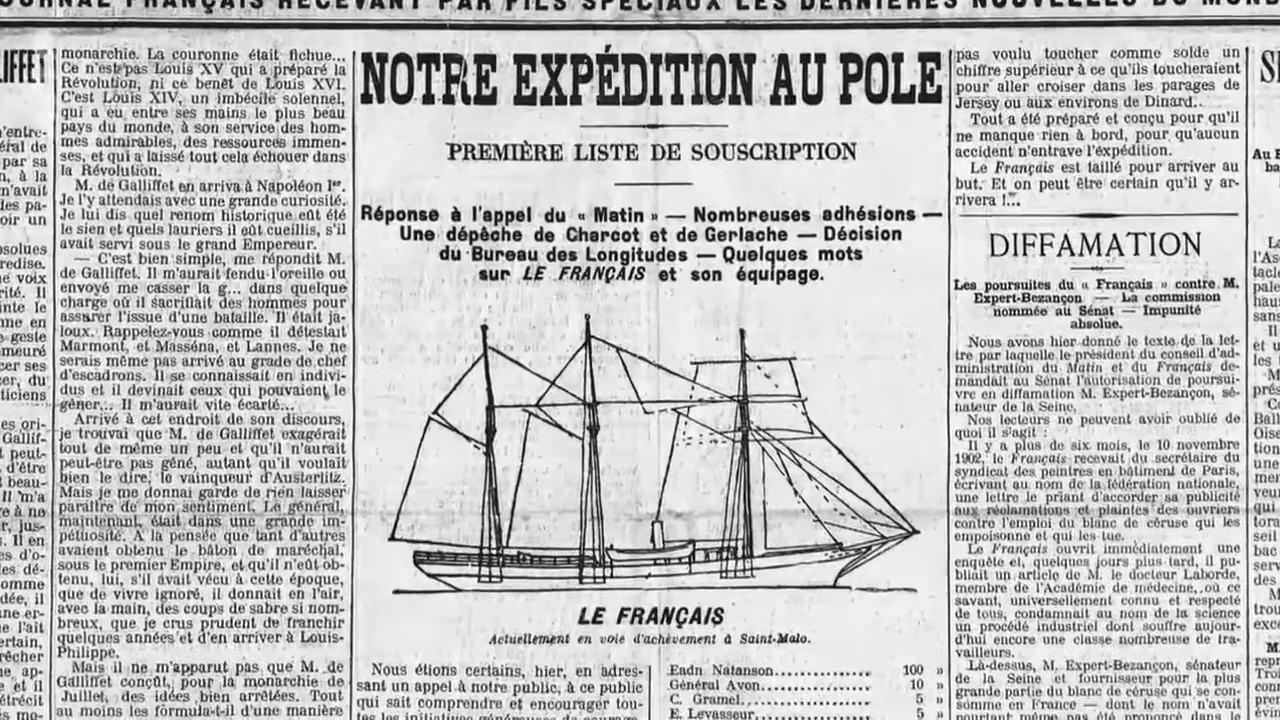 JOURNAL FRANÇAIS RECEVANT PAR FILS SPÉCIAUX LES DERNIÈRES NOUVELLES DU
LIFFET
monarchie. La couronne était fichue...
Ce n'est pas Louis XV qui a préparé la
Révolution, ni ce benêt de Louis XVI.
C'est Louis XIV, un imbécile solennel,
qui a eu entre ses mains le plus beau
pays du monde, à son service des hom-
mes admirables, des ressources immen-
ses, et qui a laissé tout cela échouer dans
la Révolution.
M. de Galliffet en arriva à Napoléon Ier.
Je l'y attendais avec une grande curiosité.
Je lui dis quel renom historique eût été
le sien et quels lauriers il eût cueillis, s'il
avait servi sous le grand Empereur.
— C'est bien simple, me répondit M.
de Galliffet. Il m'aurait fendu l'oreille ou
envoyé me casser la g... dans quelque
charge où il sacrifiait des hommes pour
assurer l'issue d'une bataille. Il était ja-
loux. Rappelez-vous comme il détestait
Marmont, et Masséna, et Lannes. Je ne
serais même pas arrivé au grade de chef
d'escadrons. Il se connaissait en indivi-
dus et il devinait ceux qui pouvaient le
gêner... Il m'aurait vite écarté...
Arrivé à cet endroit de son discours,
je trouvai que M. de Galliffet exagérait
tout de même un peu et qu'il n'aurait
peut-être pas gêné, autant qu'il voulait
bien le dire, le vainqueur d'Austerlitz.
Mais je me donnai garde de rien laisser
paraître de mon sentiment. Le général,
maintenant, était dans une grande im-
pétuosité. A la pensée que tant d'autres
avaient obtenu le bâton de maréchal,
sous le premier Empire, et qu'il n'eût ob-
tenu, lui, s'il avait vécu à cette époque,
que de vivre ignoré, il donnait en l'air,
avec la main, des coups de sabre si nom-
breux, que je crus prudent de franchir
quelques années et d'en arriver à Louis-
Philippe.
Mais il ne m'apparut pas que M. de
Galliffet conçût, pour la monarchie de
Juillet, des idées bien arrêtées. Tout
au moins les formula-t-il d'une manière
NOTRE EXPÉDITION AU POLE
PREMIÈRE LISTE DE SOUSCRIPTION
Réponse à l'appel du « Matin » — Nombreuses adhésions —
Une dépêche de Charcot et de Gerlache — Décision
du Bureau des Longitudes — Quelques mots
sur LE FRANÇAIS et son équipage.
LE FRANÇAIS
Actuellement en voie d'achèvement à Saint-Malo.
Nous étions certains, hier, en adres-
sant un appel à notre public, à ce public
qui sait comprendre et encourager tou-
tes les initiatives généreuses
Eadn Natanson............... 100 »
Général Avon............... 10 »
C. Gramel............... 5 »
E. Levasseur............... 5 »
pas voulu toucher comme solde un
chiffre supérieur à ce qu'ils toucheraient
pour aller croiser dans les parages de
Jersey ou aux environs de Dinard..
Tout a été préparé et conçu pour qu'il
ne manque rien à bord, pour qu'aucun
accident n'entrave l'éxpédition.
Le Français est taillé pour arriver au
but. Et on peut être certain qu'il y ar-
rivera !...
DIFFAMATION
Les poursuites du « Français » contre M.
Expert-Bezançon — La commission
nommée au Sénat — Impunité
absolue.
Nous avons hier donné le texte de la let-
tre par laquelle le président du conseil d'ad-
ministration du Matin et du Français de-
mandait au Sénat l'autorisation de poursui-
vre en diffamation M. Expert-Bezançon, sé-
nateur de la Seine.
Nos lecteurs ne peuvent avoir oublié de
quoi il s'agit :
Il y a plus de six mois, le 10 novembre
1902, le Français recevait du secrétaire du
syndicat des peintres en bâtiment de Paris,
écrivant au nom de la fédération nationale,
une lettre le priant d'accorder sa publicité
aux réclamations et plaintes des ouvriers
contre l'emploi du blanc de céruse qui les
empoisonne et qui les tue.
Le Français ouvrit immédiatement une
enquête et, quelques jours plus tard, il pu-
bliait un article de M. le docteur Laborde,
membre de l'Académie de médecine, où ce
savant, universellement connu et respecté
de tous, condamnait au nom de la science
un procédé industriel dont souffre aujour-
d'hui encore une classe nombreuse de tra-
vailleurs.
Là-dessus, M. Expert-Bezançon, sénateur
de la Seine et fournisseur pour la plus
grande partie du blanc de céruse qui se con-
somme en France — dont le nom n'avait
pourtant même pas été prononcé